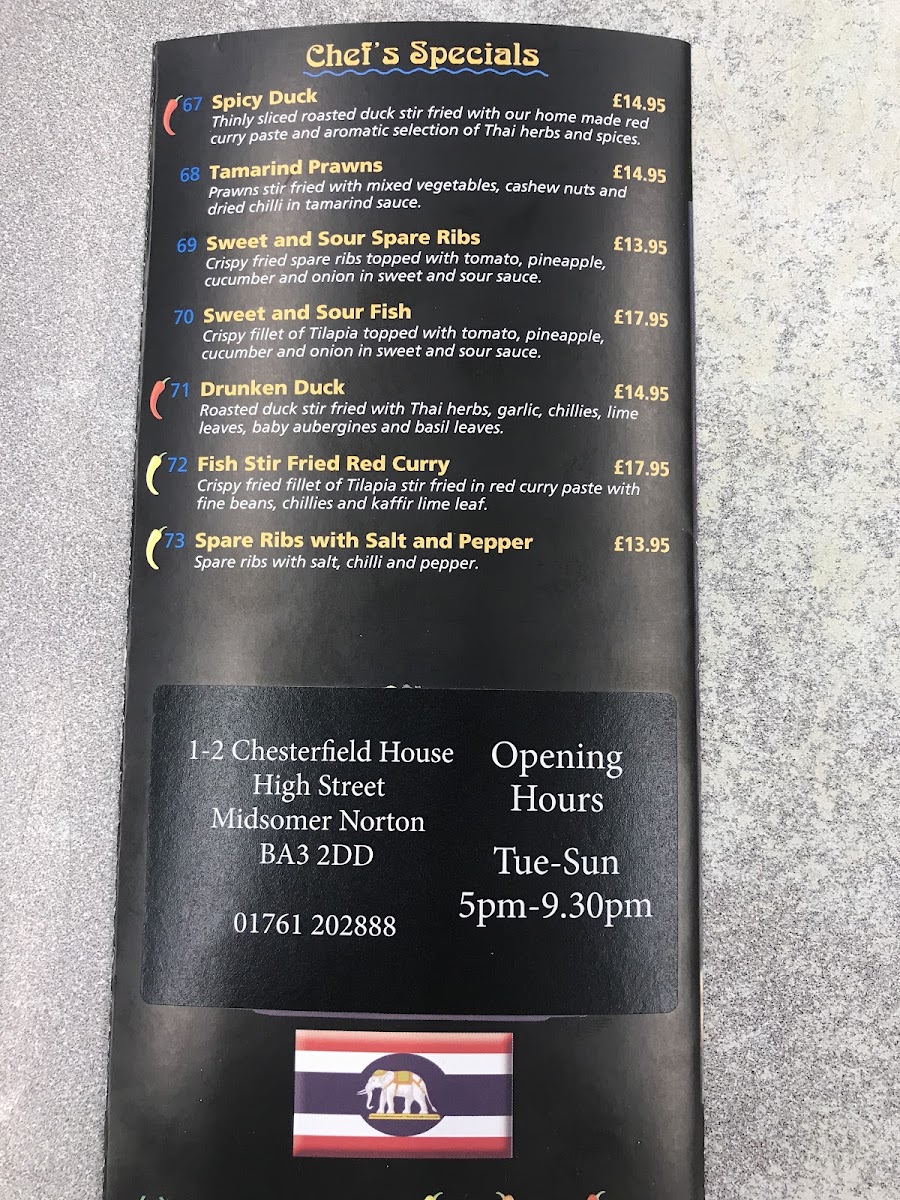 Chef's Specials
67 Spicy Duck £14.95
Thinly sliced roasted duck stir fried with our home made red
curry paste and aromatic selection of Thai herbs and spices.
68 Tamarind Prawns £14.95
Prawns stir fried with mixed vegetables, cashew nuts and
dried chilli in tamarind sauce.
69 Sweet and Sour Spare Ribs £13.95
Crispy fried spare ribs topped with tomato, pineapple,
cucumber and onion in sweet and sour sauce.
70 Sweet and Sour Fish £17.95
Crispy fillet of Tilapia topped with tomato, pineapple,
cucumber and onion in sweet and sour sauce.
71 Drunken Duck £14.95
Roasted duck stir fried with Thai herbs, garlic, chillies, lime
leaves, baby aubergines and basil leaves.
72 Fish Stir Fried Red Curry £17.95
Crispy fried fillet of Tilapia stir fried in red curry paste with
fine beans, chillies and kaffir lime leaf.
73 Spare Ribs with Salt and Pepper £13.95
Spare ribs with salt, chilli and pepper.
1-2 Chesterfield House
High Street
Midsomer Norton
BA3 2DD
01761 202888
Opening
Hours
Tue-Sun
5pm-9.30pm